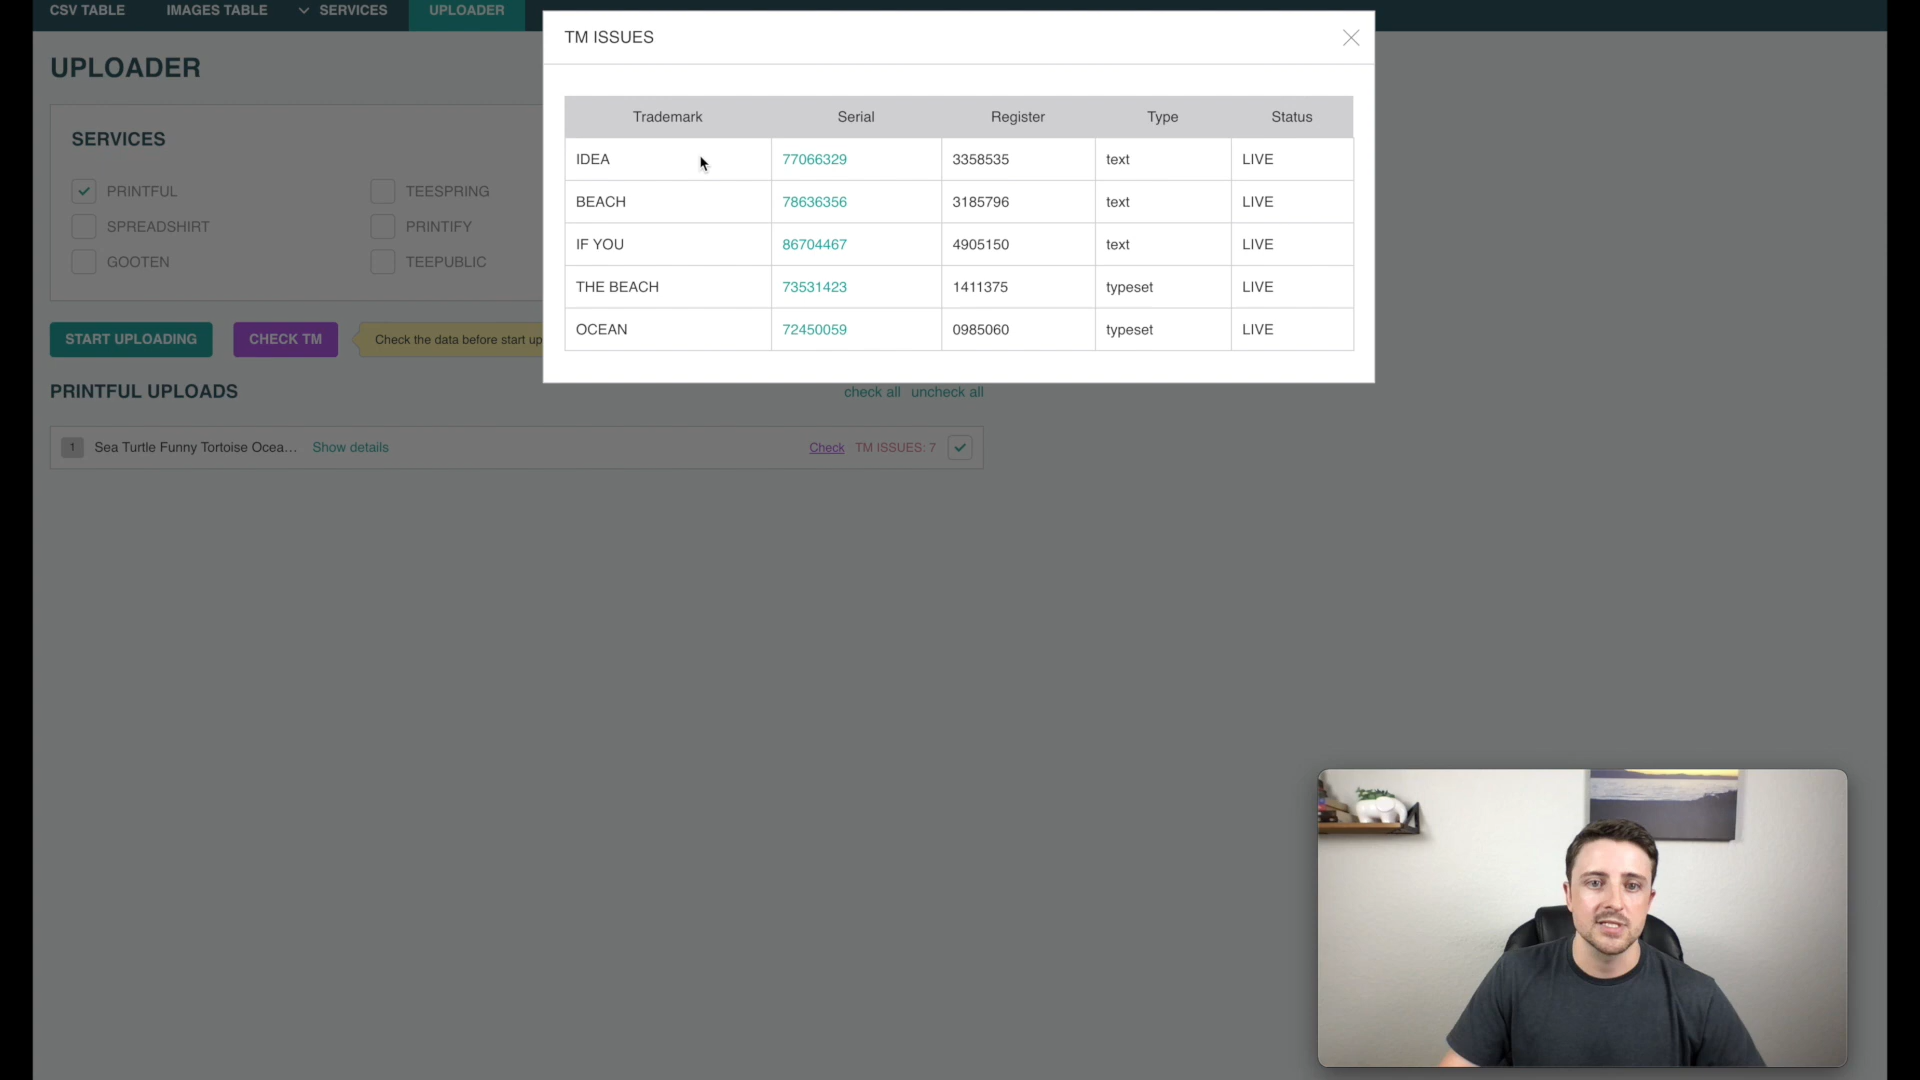 CSV TABLE IMAGES TABLE SERVICES UPLOADER
TM ISSUES
UPLOADER
SERVICES
PRINTFUL TEESPRING
SPREADSHIRT PRINTIFY
GOOTEN TEEPUBLIC
Trademark Serial Register Type Status
IDEA 77066329 3358535 text LIVE
BEACH 78636356 3185796 text LIVE
IF YOU 86704467 4905150 text LIVE
THE BEACH 73531423 1411375 typeset LIVE
OCEAN 72450059 0985060 typeset LIVE
START UPLOADING CHECK TM Check the data before start up
PRINTFUL UPLOADS check all uncheck all
1 Sea Turtle Funny Tortoise Ocea... Show details Check TM ISSUES: 7